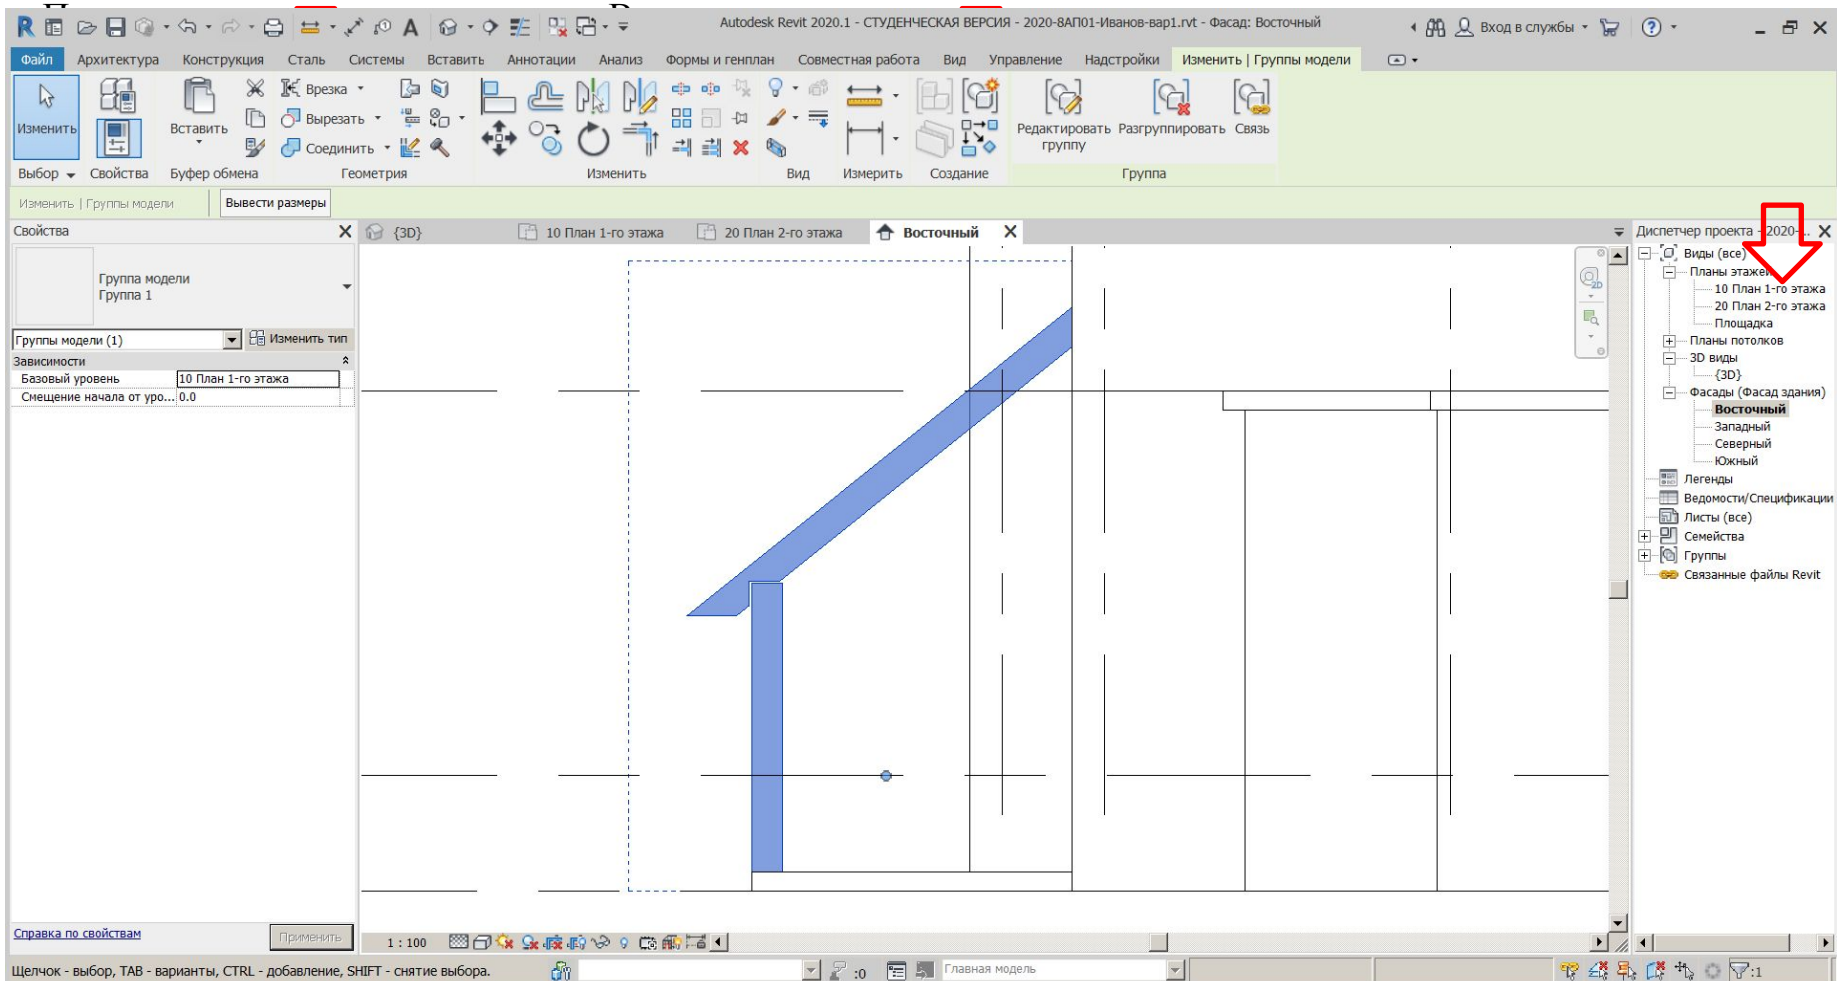 Autodesk Revit 2020.1 - СТУДЕНЧЕСКАЯ ВЕРСИЯ - 2020-8АП01-Иванов-вар1.rvt - Фасад: Восточный
Вход в службы
Файл Архитектура Конструкция Сталь Системы Вставить Аннотации Анализ Формы и генплан Совместная работа Вид Управление Надстройки Изменить | Группы модели
Изменить
Вставить
Врезка
Вырезать
Соединить
Редактировать группу
Разгруппировать
Связь
Выбор Свойства Буфер обмена Геометрия Изменить Вид Измерить Создание Группа
Изменить | Группы модели Вывести размеры
Свойства
{3D} 10 План 1-го этажа 20 План 2-го этажа Восточный
Группа модели
Группа 1
Группы модели (1) Изменить тип
Зависимости
Базовый уровень 10 План 1-го этажа
Смещение начала от уро... 0.0
2D
Диспетчер проекта - 2020-...
Виды (все)
Планы этажей
10 План 1-го этажа
20 План 2-го этажа
Площадка
Планы потолков
3D виды
{3D}
Фасады (Фасад здания)
Восточный
Западный
Северный
Южный
Легенды
Ведомости/Спецификации
Листы (все)
Семейства
Группы
Связанные файлы Revit
Справка по свойствам Применить
1 : 100
Щелчок - выбор, TAB - варианты, CTRL - добавление, SHIFT - снятие выбора.
:0 Главная модель :1